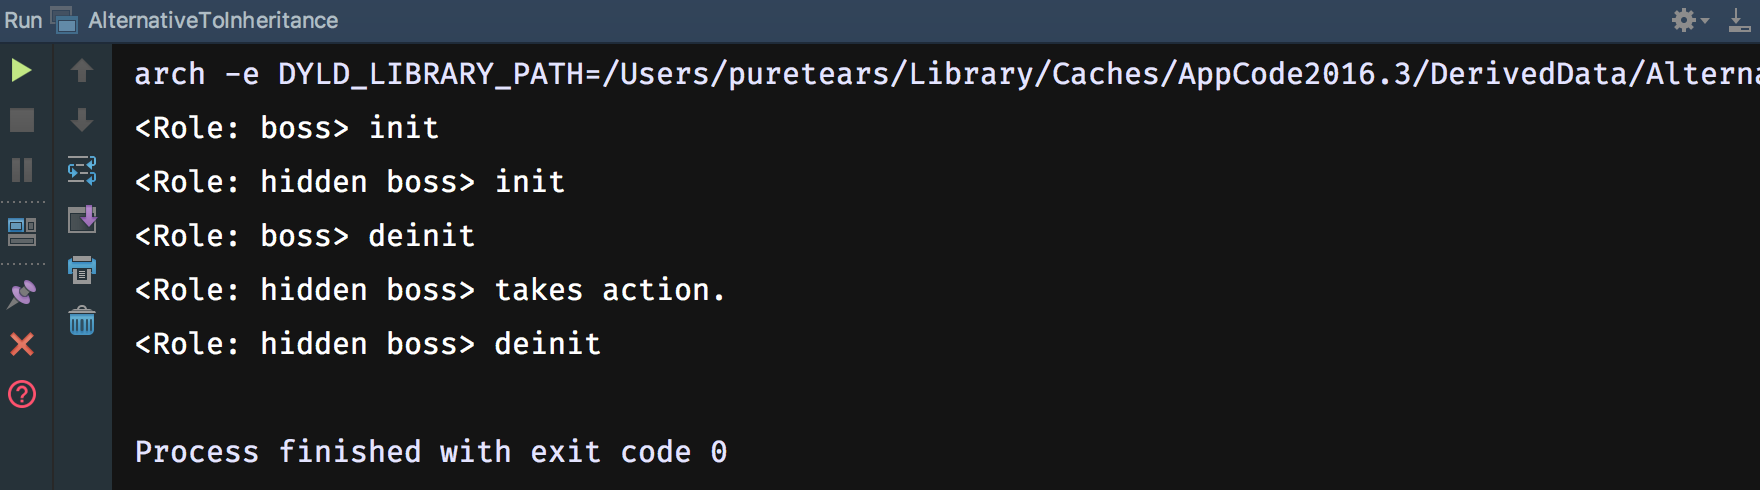 Run AlternativeToInheritance
arch -e DYLD_LIBRARY_PATH=/Users/puretears/Library/Caches/AppCode2016.3/DerivedData/Alterna
<Role: boss> init
<Role: hidden boss> init
<Role: boss> deinit
<Role: hidden boss> takes action.
<Role: hidden boss> deinit
Process finished with exit code 0